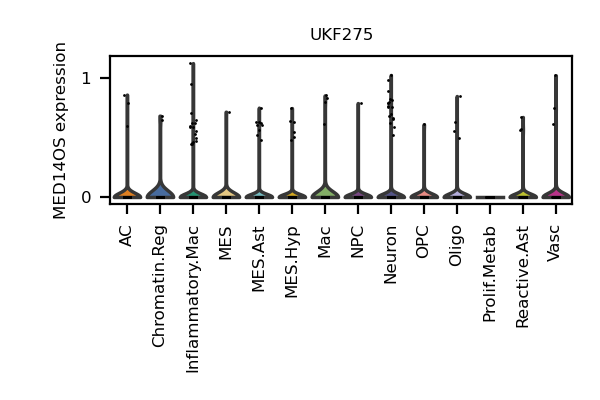 UKF275
MED14OS expression
1
0
AC
Chromatin.Reg
Inflammatory.Mac
MES
MES.Ast
MES.Hyp
Mac
NPC
Neuron
OPC
Oligo
Prolif.Metab
Reactive.Ast
Vasc